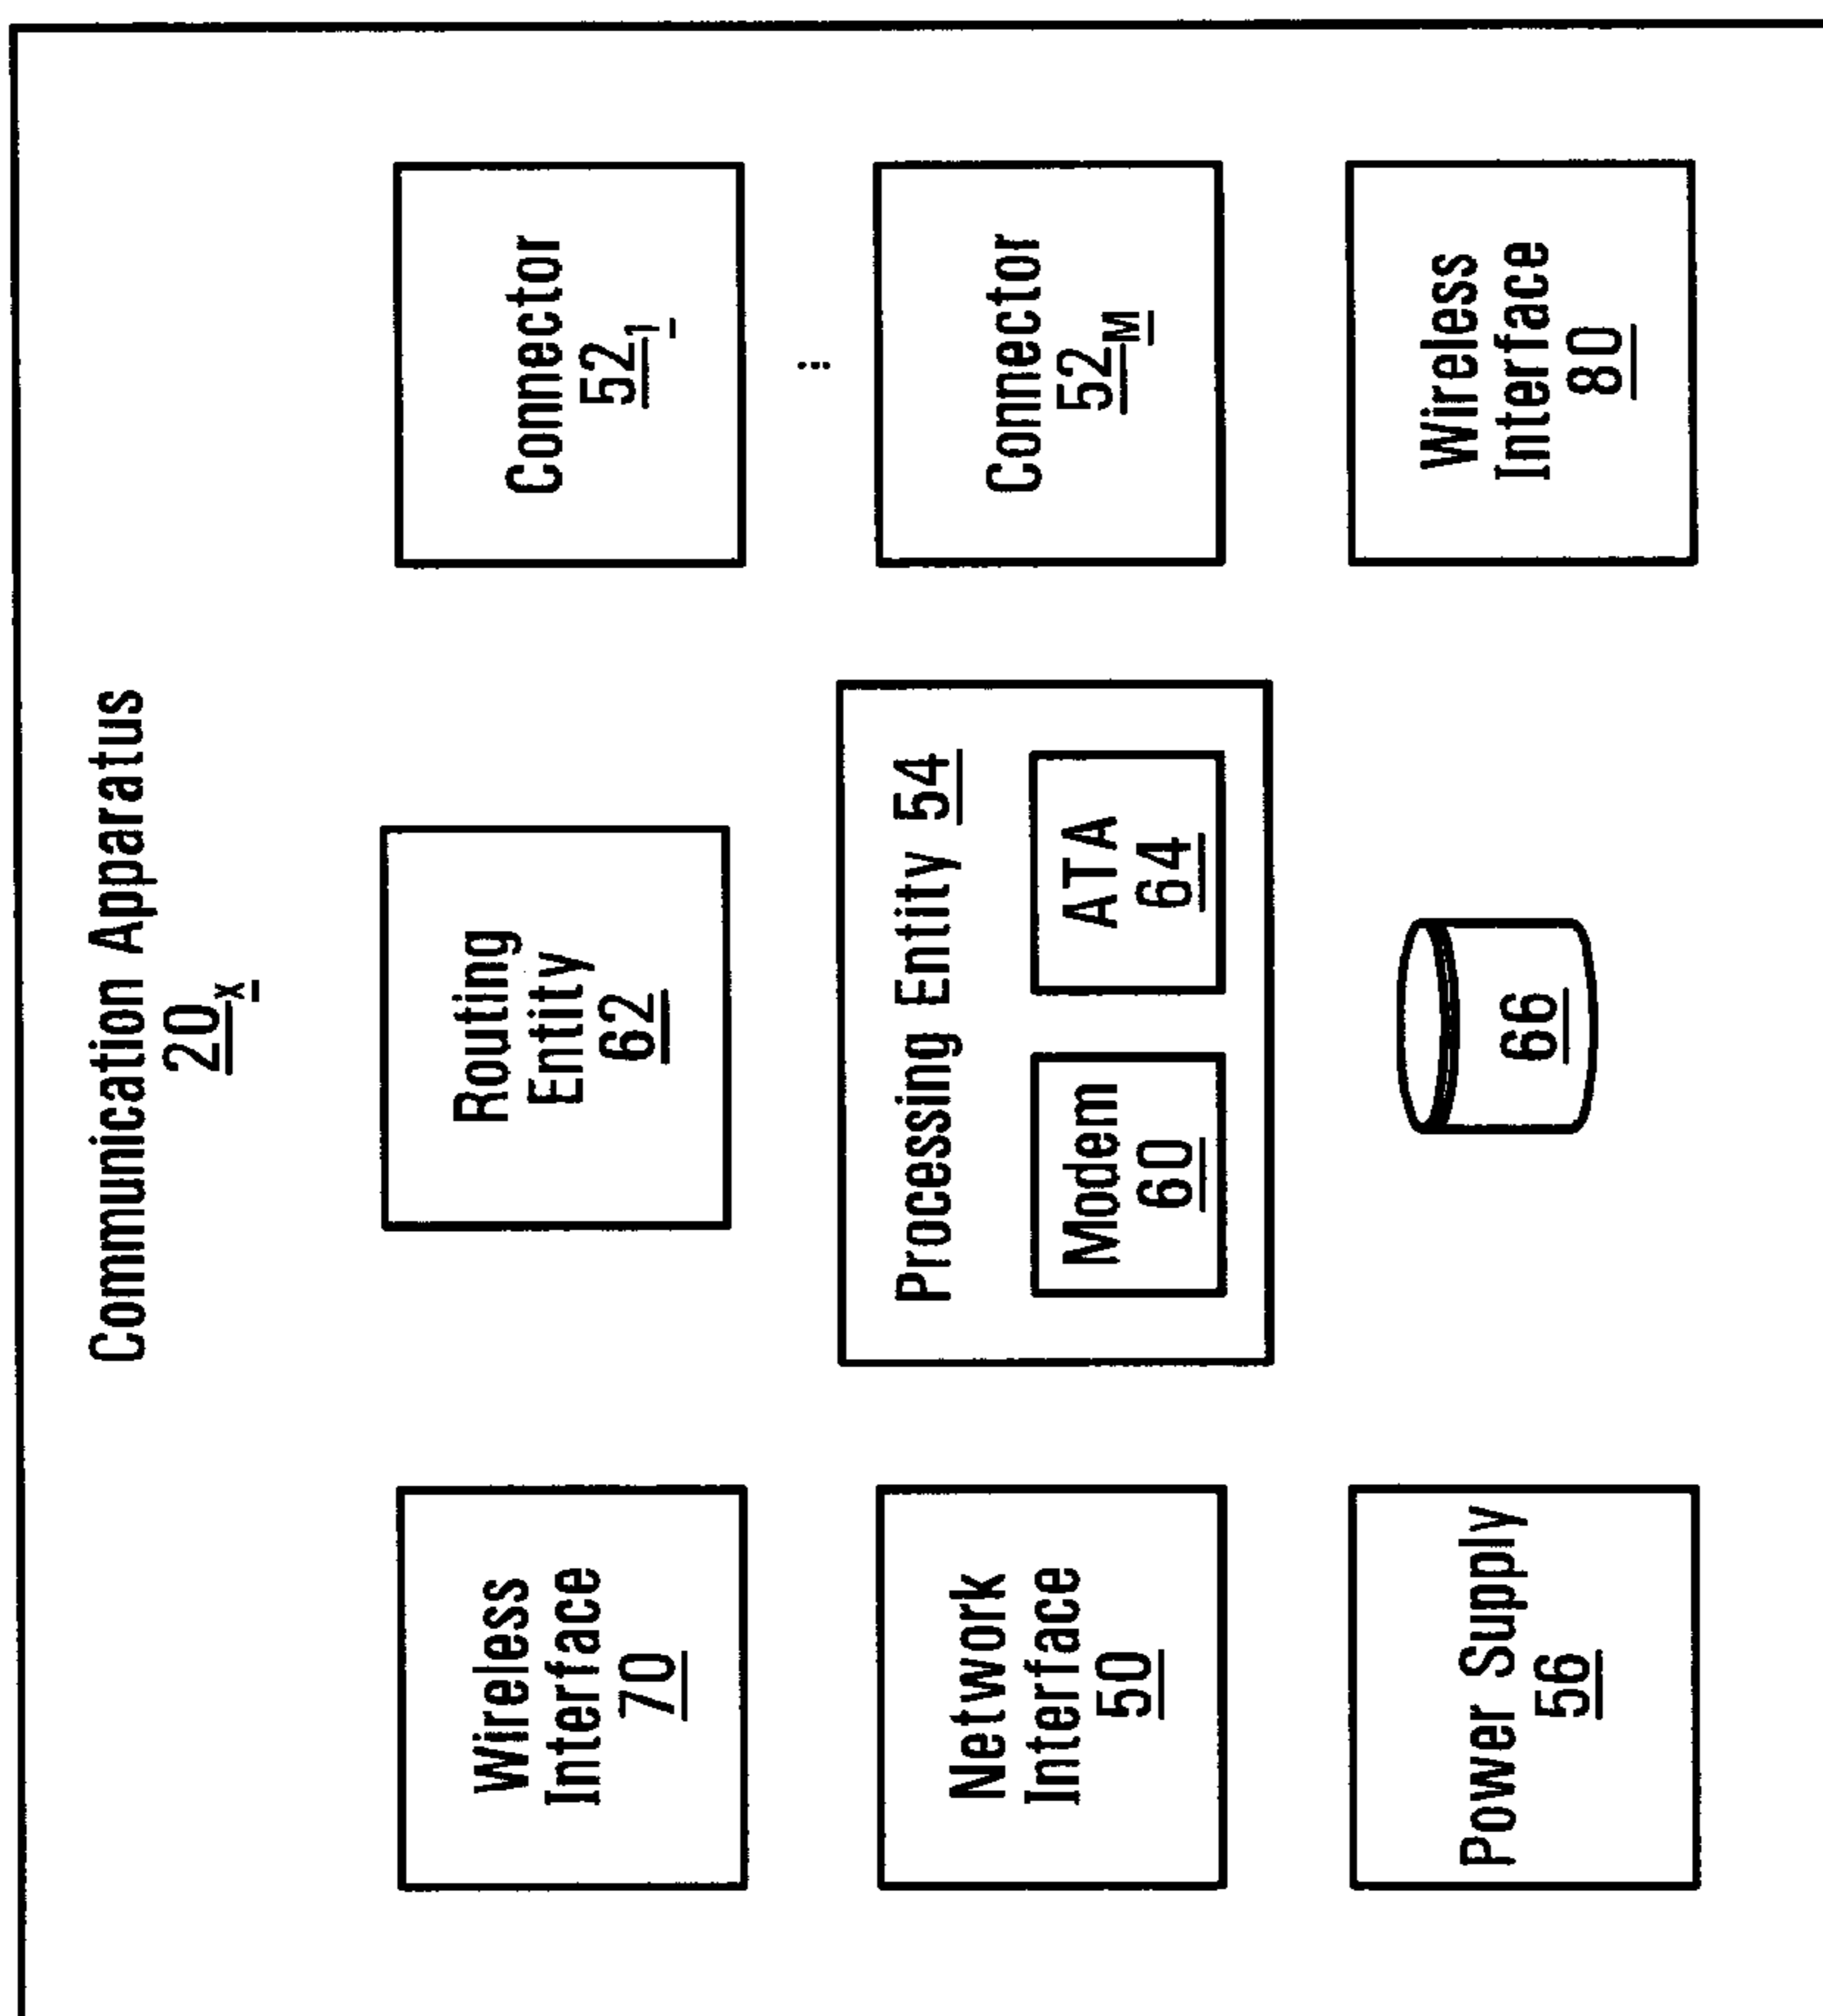 Communication Apparatus
20x
Wireless
Interface
70
Routing
Entity
62
Connector
521
⋮
Network
Interface
50
Processing Entity 54
Modem
60
ATA
64
Connector
52M
Power Supply
56
66
Wireless
Interface
80